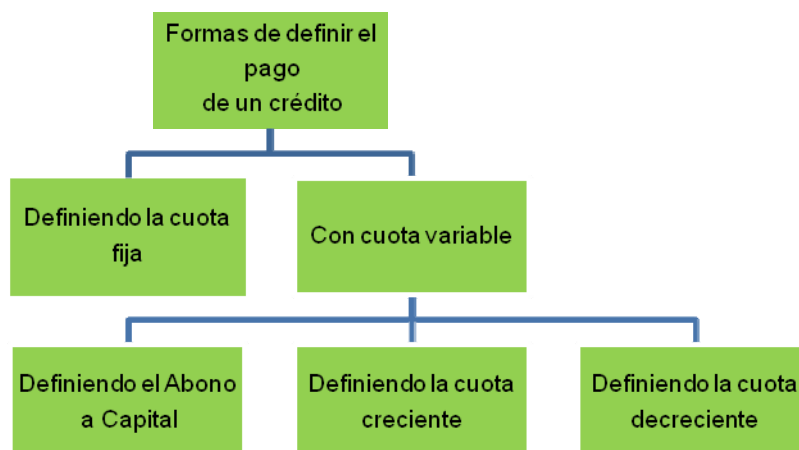 Formas de definir el
pago
de un crédito
Definiendo la cuota
fija
Con cuota variable
Definiendo el Abono
a Capital
Definiendo la cuota
creciente
Definiendo la cuota
decreciente